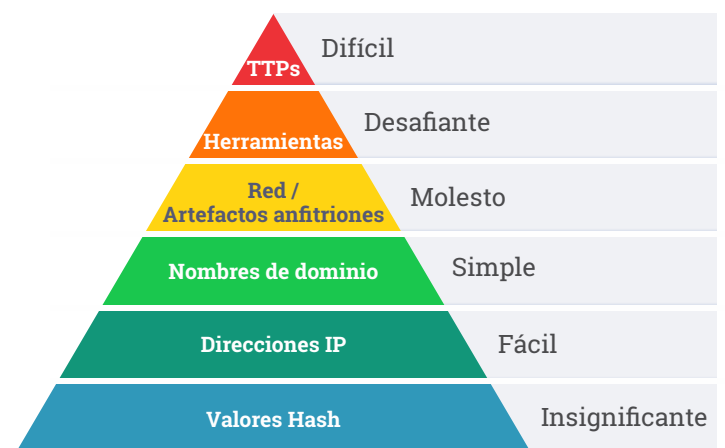 TTPs
Difícil
Herramientas
Desafiante
Red /
Artefactos anfitriones
Molesto
Nombres de dominio
Simple
Direcciones IP
Fácil
Valores Hash
Insignificante